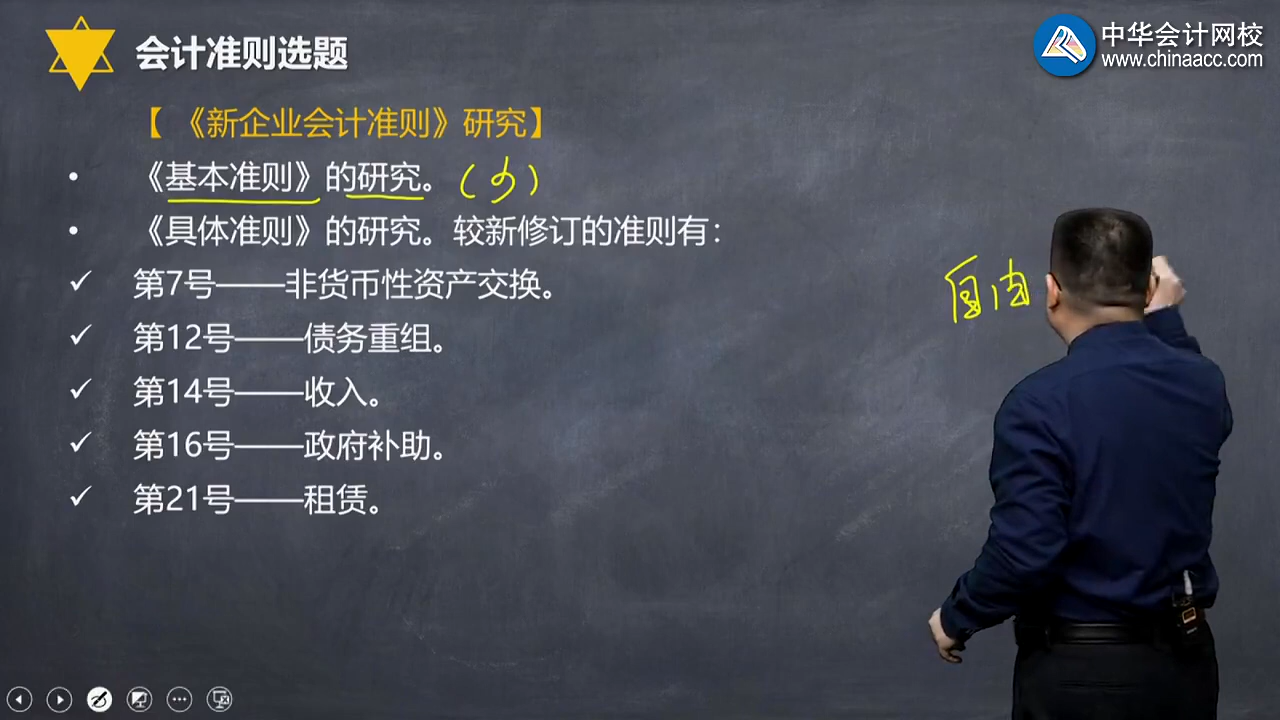 会计准则选题
中华会计网校
www.chinaacc.com
【《新企业会计准则》研究】
• 《基本准则》的研究。(少)
• 《具体准则》的研究。较新修订的准则有：
✓ 第7号——非货币性资产交换。
自由
✓ 第12号——债务重组。
✓ 第14号——收入。
✓ 第16号——政府补助。
✓ 第21号——租赁。